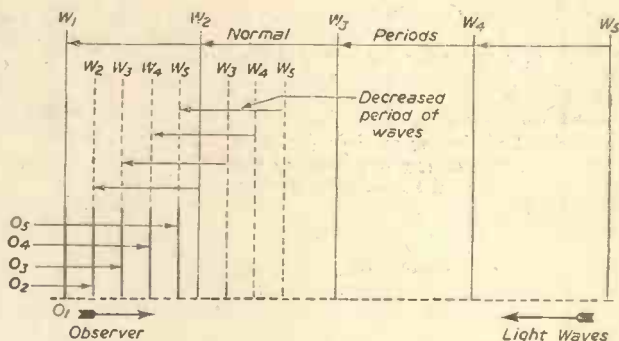 W1 W2 W3 W4 W5
Normal Periods
W2 W3 W4 W5 W3 W4 W5
Decreased
period of
waves
O5
O4
O3
O2
O1
Observer Light Waves